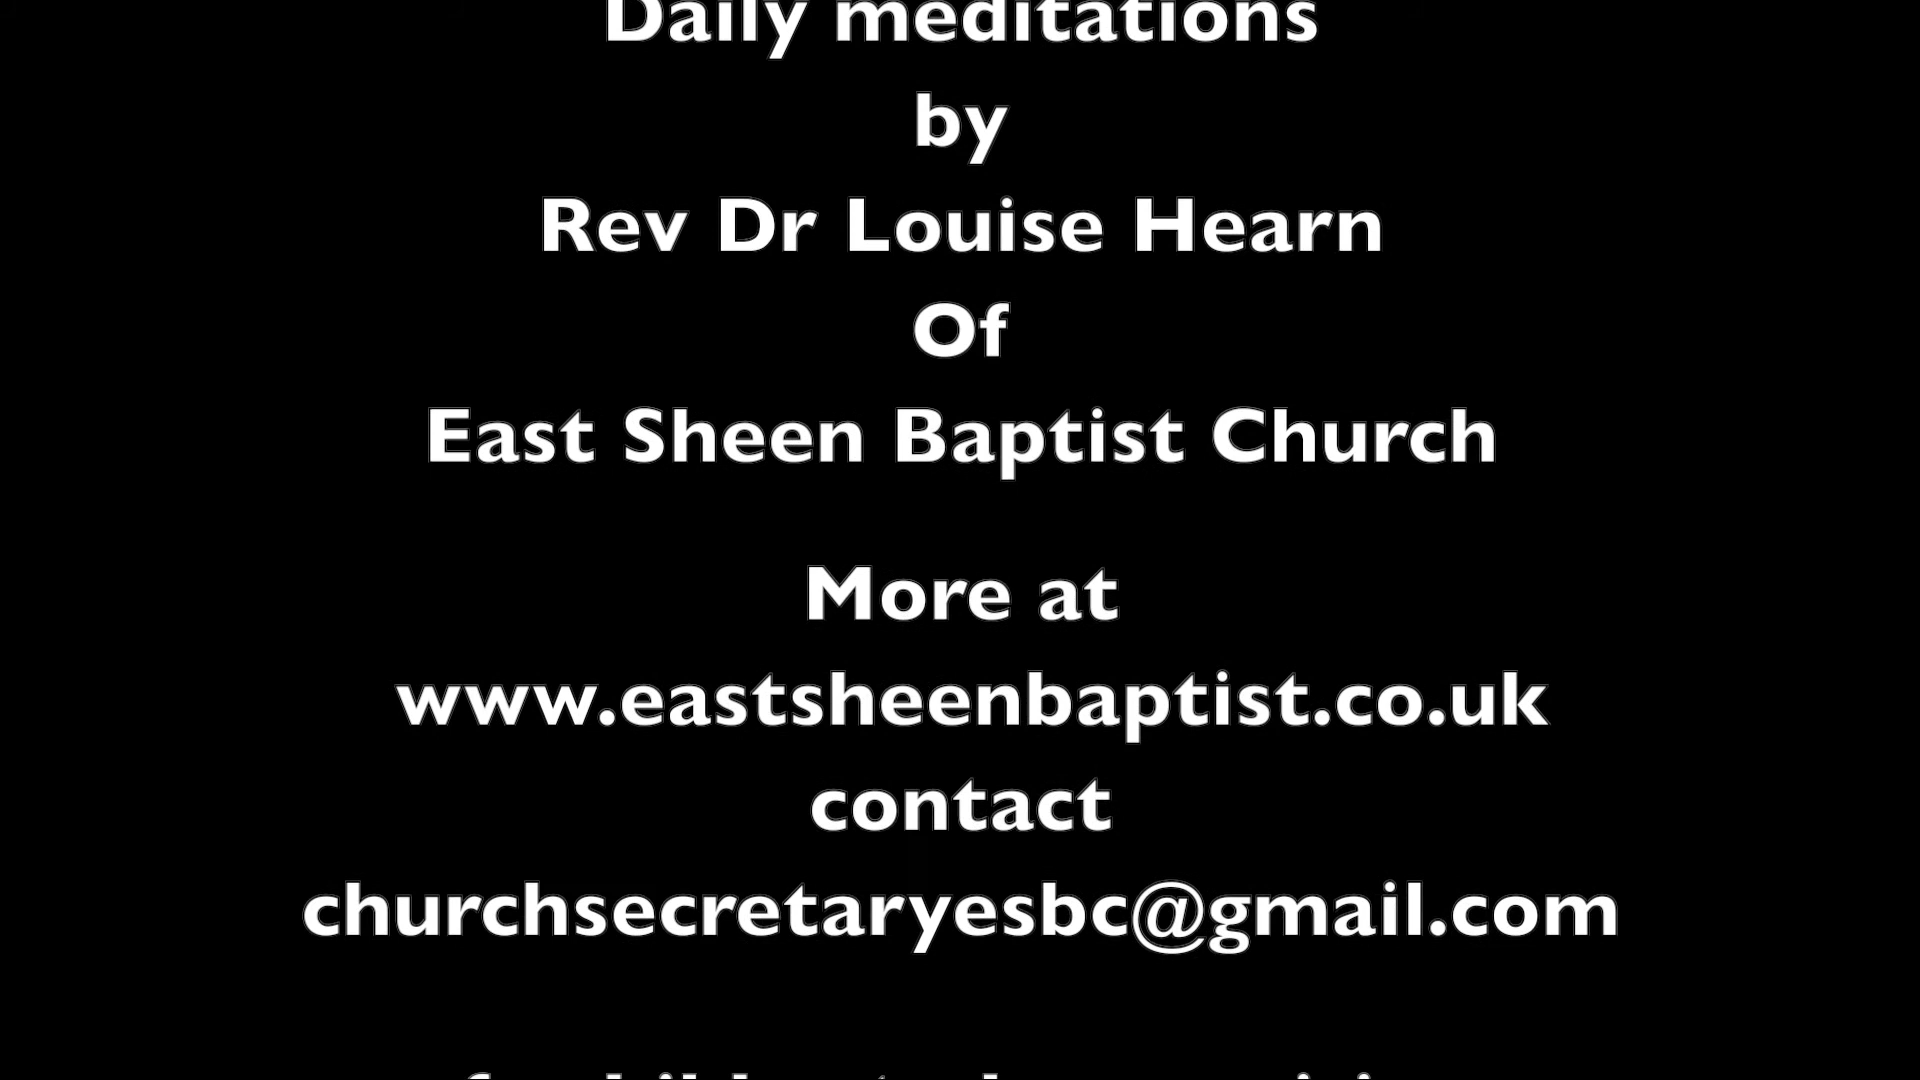 Daily meditations
by
Rev Dr Louise Hearn
Of
East Sheen Baptist Church
More at
www.eastsheenbaptist.co.uk
contact
churchsecretaryesbc@gmail.com